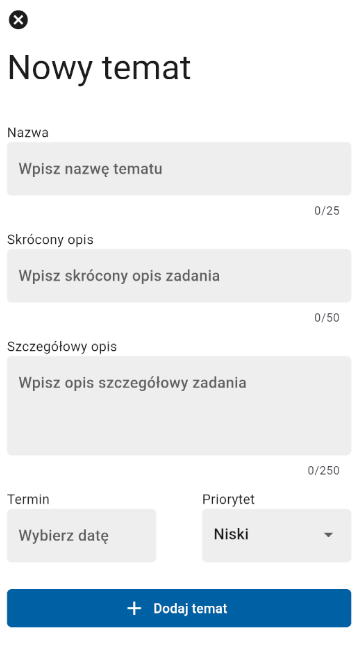 Nowy temat
Nazwa
Wpisz nazwę tematu
0/25
Skrócony opis
Wpisz skrócony opis zadania
0/50
Szczegółowy opis
Wpisz opis szczegółowy zadania
0/250
Termin
Priorytet
Wybierz datę
Niski
Dodaj temat